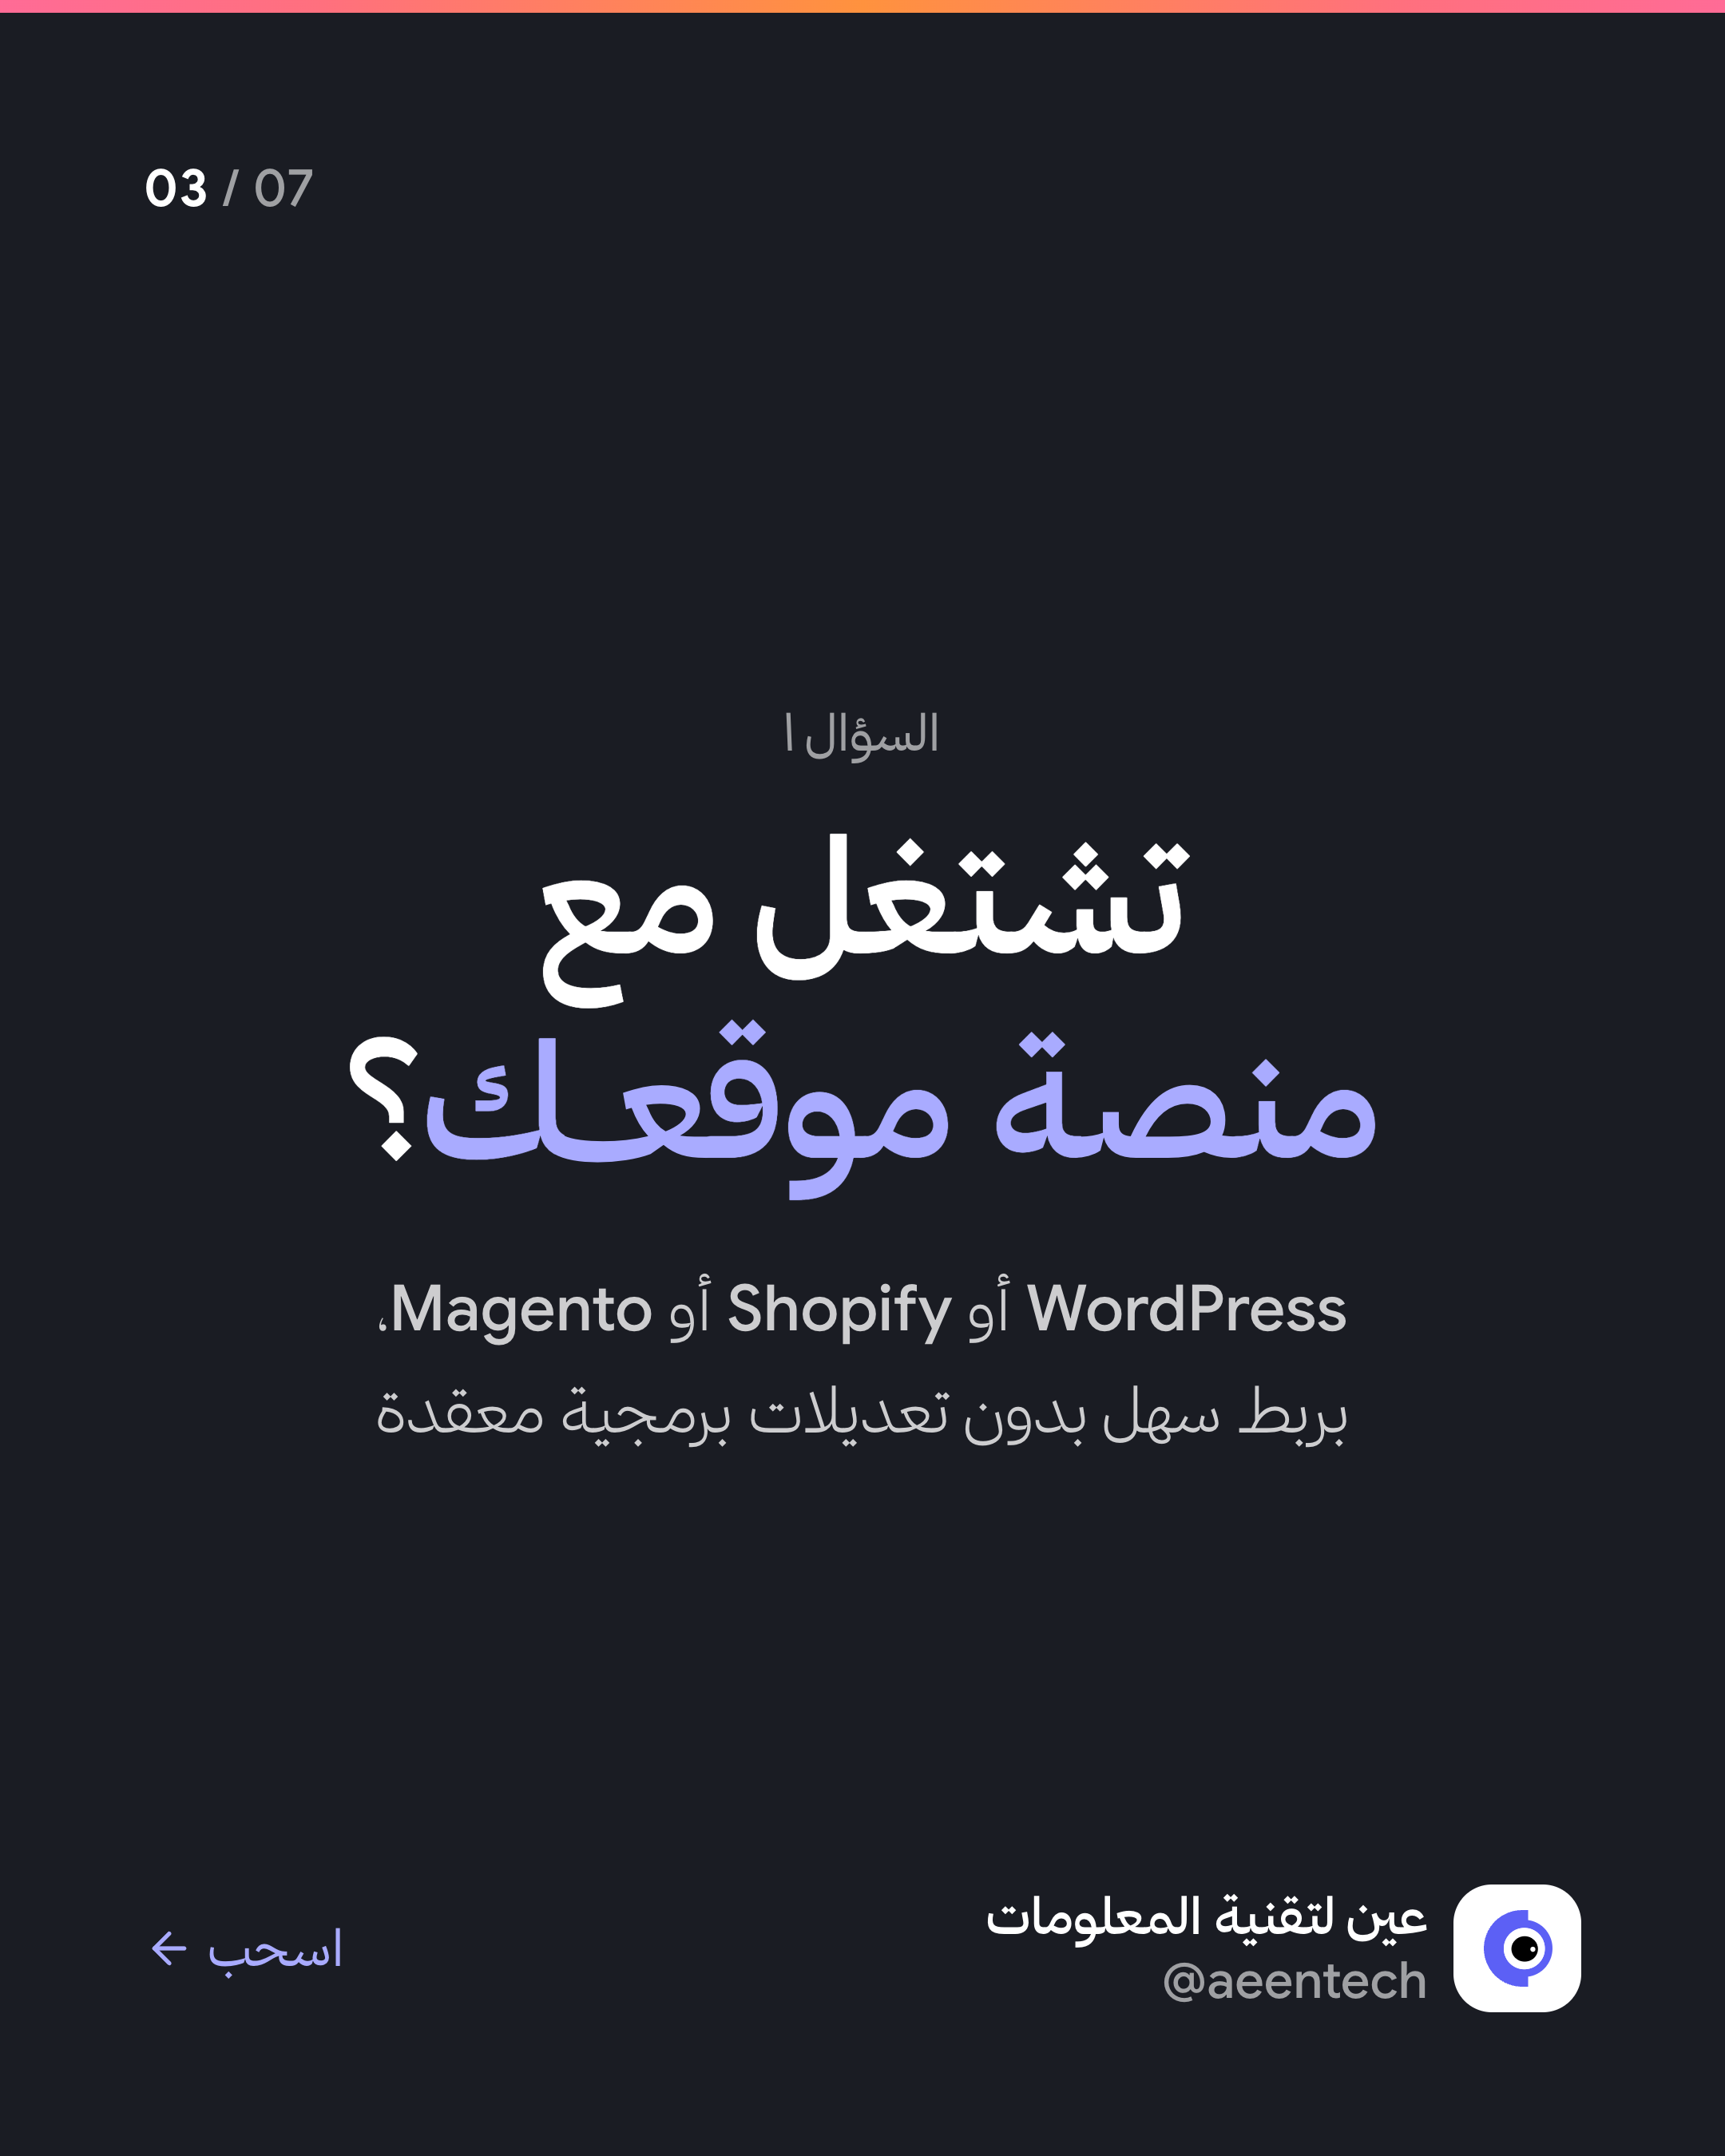 03 / 07
السؤال ١
تشتغل مع
منصة موقعك؟
WordPress أو Shopify أو Magento،
بربط سهل بدون تعديلات برمجية معقدة
عين لتقنية المعلومات
@aeentech
اسحب ←